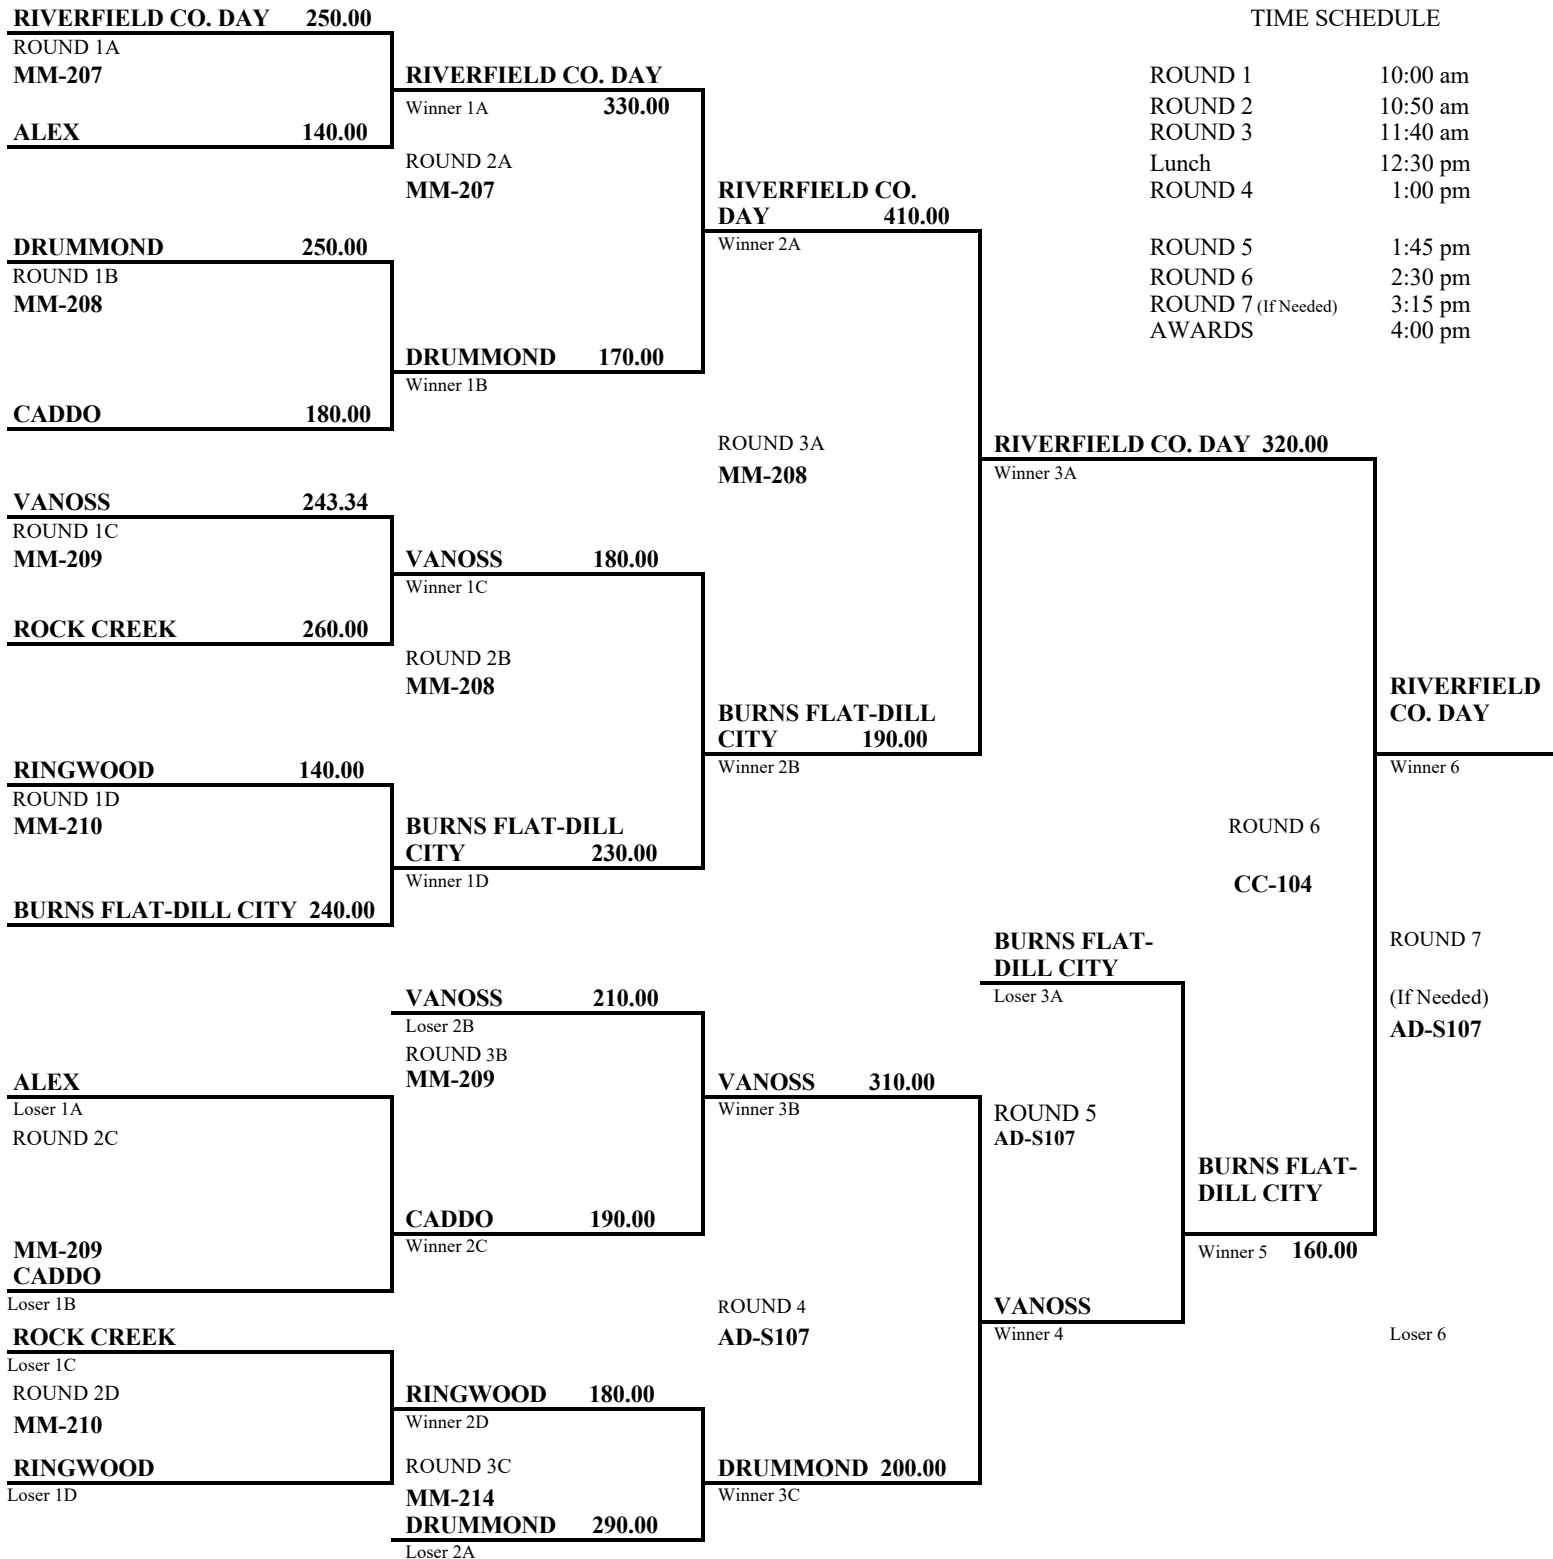 RIVERFIELD CO. DAY 250.00
ROUND 1A
MM-207
ALEX 140.00
DRUMMOND 250.00
ROUND 1B
MM-208
CADDO 180.00
VANOSS 243.34
ROUND 1C
MM-209
ROCK CREEK 260.00
RINGWOOD 140.00
ROUND 1D
MM-210
BURNS FLAT-DILL CITY 240.00
ALEX
Loser 1A
ROUND 2C
MM-209
CADDO
Loser 1B
ROCK CREEK
Loser 1C
ROUND 2D
MM-210
RINGWOOD
Loser 1D
RIVERFIELD CO. DAY
Winner 1A 330.00
ROUND 2A
MM-207
DRUMMOND 170.00
Winner 1B
VANOSS 180.00
Winner 1C
ROUND 2B
MM-208
BURNS FLAT-DILL
CITY 230.00
Winner 1D
VANOSS 210.00
Loser 2B
ROUND 3B
MM-209
CADDO 190.00
Winner 2C
RINGWOOD 180.00
Winner 2D
ROUND 3C
MM-214
DRUMMOND 290.00
Loser 2A
RIVERFIELD CO.
DAY 410.00
Winner 2A
ROUND 3A
MM-208
BURNS FLAT-DILL
CITY 190.00
Winner 2B
VANOSS 310.00
Winner 3B
ROUND 4
AD-S107
DRUMMOND 200.00
Winner 3C
RIVERFIELD CO. DAY 320.00
Winner 3A
BURNS FLAT-
DILL CITY
Loser 3A
ROUND 5
AD-S107
VANOSS
Winner 4
ROUND 6
CC-104
BURNS FLAT-
DILL CITY
Winner 5 160.00
RIVERFIELD
CO. DAY
Winner 6
ROUND 7
(If Needed)
AD-S107
Loser 6
TIME SCHEDULE
ROUND 1 10:00 am
ROUND 2 10:50 am
ROUND 3 11:40 am
Lunch 12:30 pm
ROUND 4 1:00 pm
ROUND 5 1:45 pm
ROUND 6 2:30 pm
ROUND 7 (If Needed) 3:15 pm
AWARDS 4:00 pm